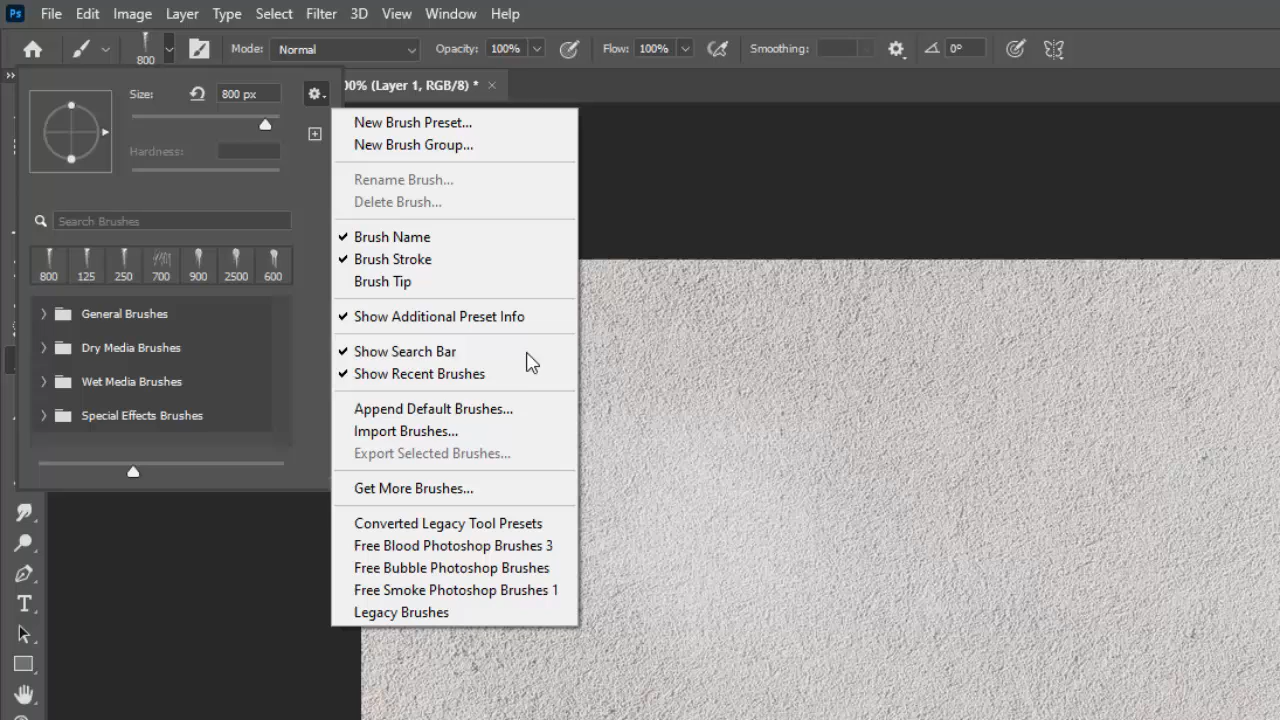 Ps File Edit Image Layer Type Select Filter 3D View Window Help
800 Mode: Normal Opacity: 100% Flow: 100% Smoothing: 0°
00% (Layer 1, RGB/8) * ×
Size: 800 px
Hardness:
Search Brushes
800 125 250 700 900 2500 600
General Brushes
Dry Media Brushes
Wet Media Brushes
Special Effects Brushes
New Brush Preset...
New Brush Group...
Rename Brush...
Delete Brush...
Brush Name
Brush Stroke
Brush Tip
Show Additional Preset Info
Show Search Bar
Show Recent Brushes
Append Default Brushes...
Import Brushes...
Export Selected Brushes...
Get More Brushes...
Converted Legacy Tool Presets
Free Blood Photoshop Brushes 3
Free Bubble Photoshop Brushes
Free Smoke Photoshop Brushes 1
Legacy Brushes